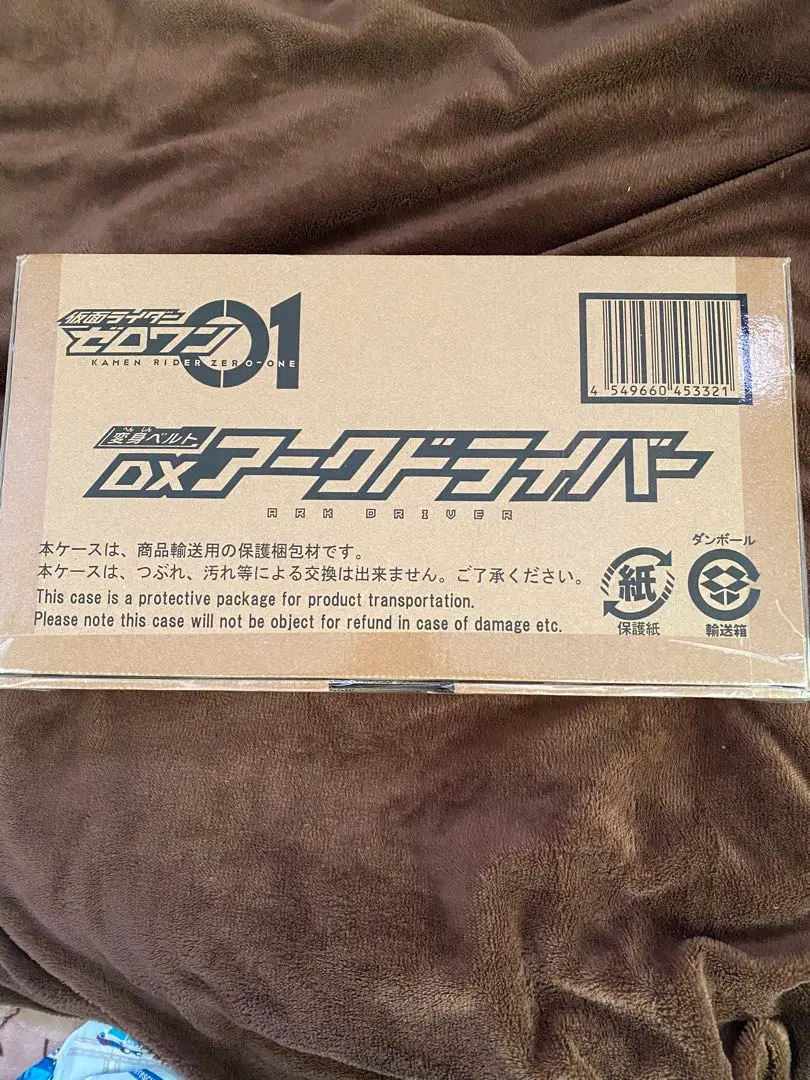 仮面ライダー
ゼロワン01
KAMEN RIDER ZERO-ONE
4 549660 453321
へんしん
変身ベルト
DXアークドライバー
ARK DRIVER
ダンボール
本ケースは、商品輸送用の保護梱包材です。
本ケースは、つぶれ、汚れ等による交換は出来ません。ご了承ください。
This case is a protective package for product transportation.
Please note this case will not be object for refund in case of damage etc.
紙
保護紙
輸送箱